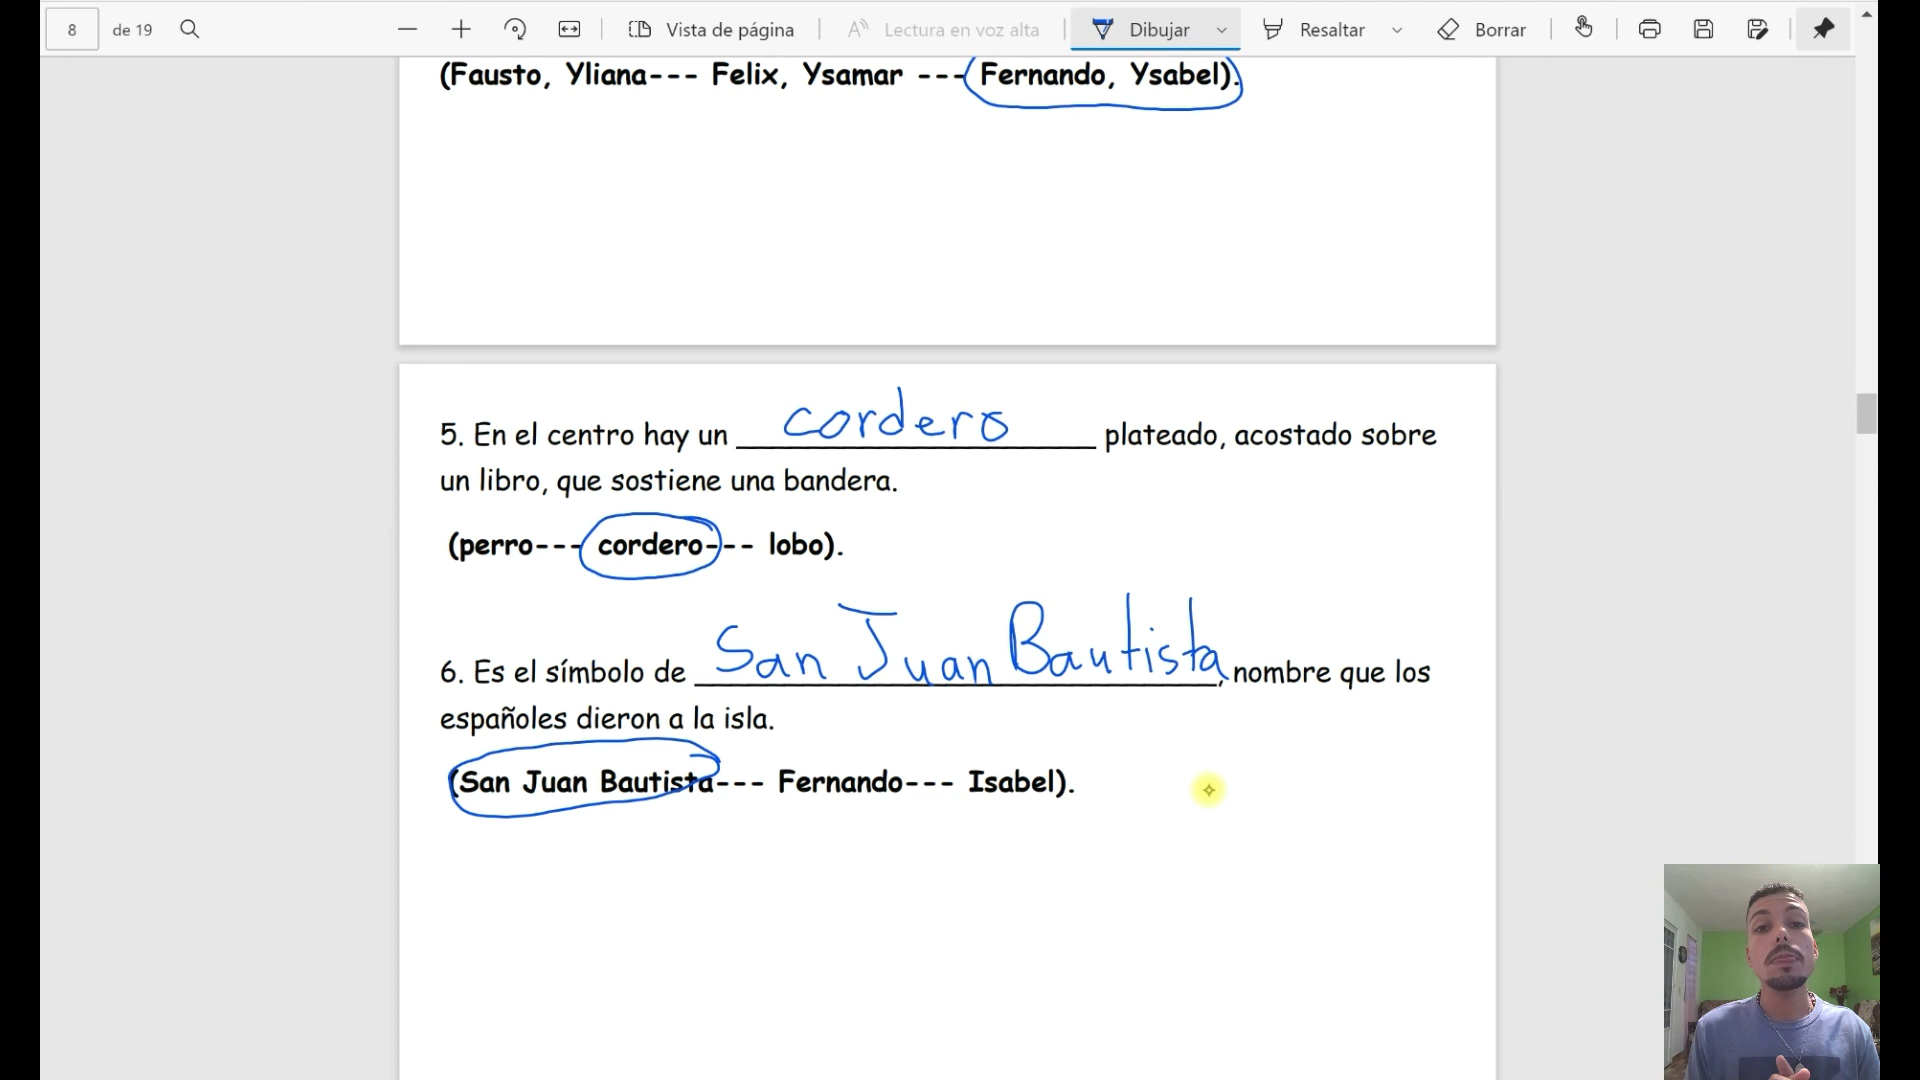 8 de 19 Vista de página Lectura en voz alta Dibujar Resaltar Borrar
(Fausto, Yliana--- Felix, Ysamar --- Fernando, Ysabel).
5. En el centro hay un cordero plateado, acostado sobre
un libro, que sostiene una bandera.
(perro--- cordero--- lobo).
6. Es el símbolo de San Juan Bautista, nombre que los
españoles dieron a la isla.
(San Juan Bautista--- Fernando--- Isabel).